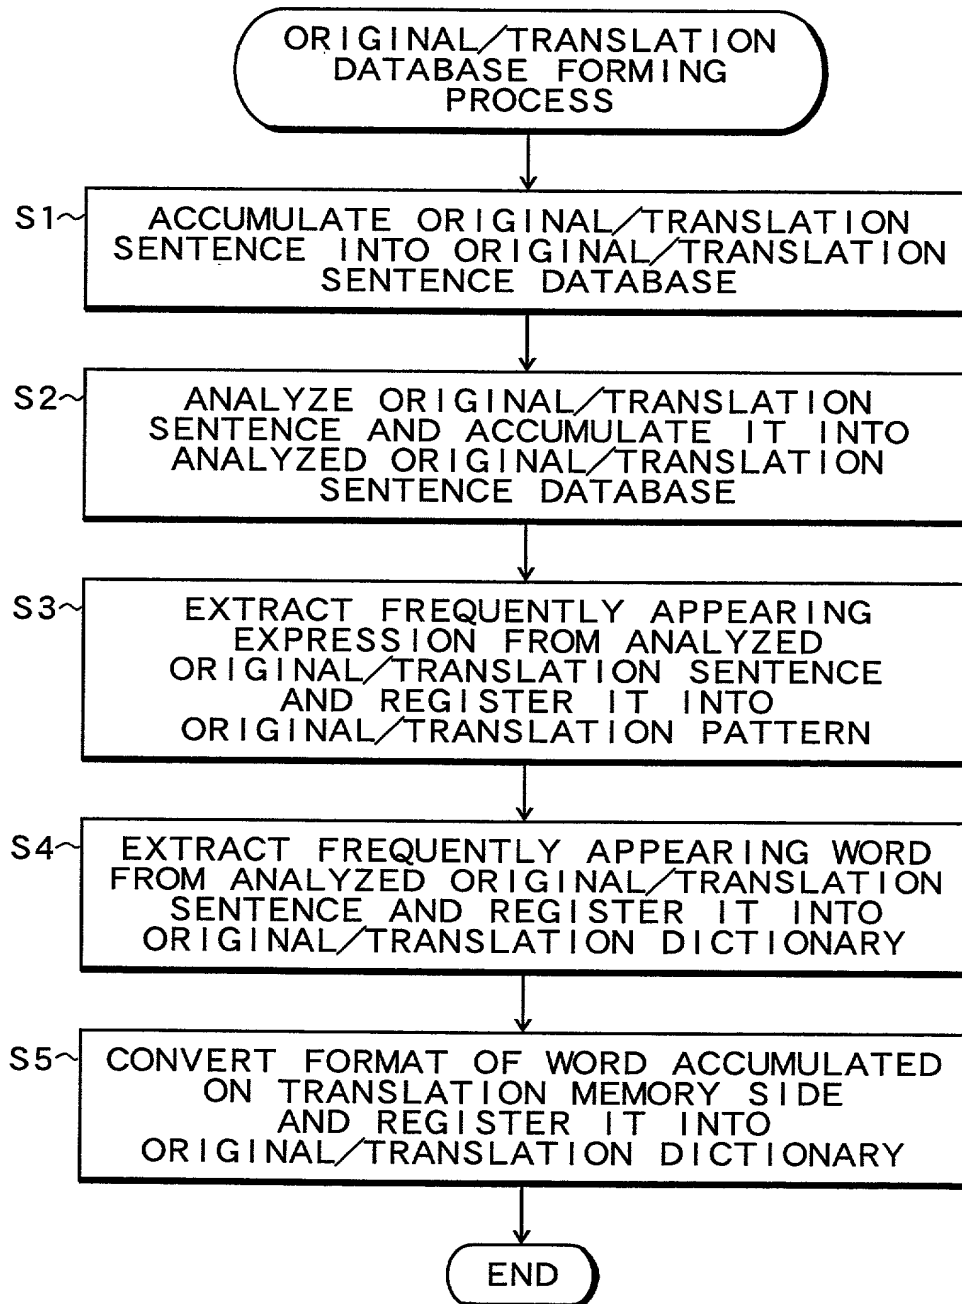 ORIGINAL/TRANSLATION
DATABASE FORMING
PROCESS
S1~
ACCUMULATE ORIGINAL/TRANSLATION
SENTENCE INTO ORIGINAL/TRANSLATION
SENTENCE DATABASE
S2~
ANALYZE ORIGINAL/TRANSLATION
SENTENCE AND ACCUMULATE IT INTO
ANALYZED ORIGINAL/TRANSLATION
SENTENCE DATABASE
S3~
EXTRACT FREQUENTLY APPEARING
EXPRESSION FROM ANALYZED
ORIGINAL/TRANSLATION SENTENCE
AND REGISTER IT INTO
ORIGINAL/TRANSLATION PATTERN
S4~
EXTRACT FREQUENTLY APPEARING WORD
FROM ANALYZED ORIGINAL/TRANSLATION
SENTENCE AND REGISTER IT INTO
ORIGINAL/TRANSLATION DICTIONARY
S5~
CONVERT FORMAT OF WORD ACCUMULATED
ON TRANSLATION MEMORY SIDE
AND REGISTER IT INTO
ORIGINAL/TRANSLATION DICTIONARY
END